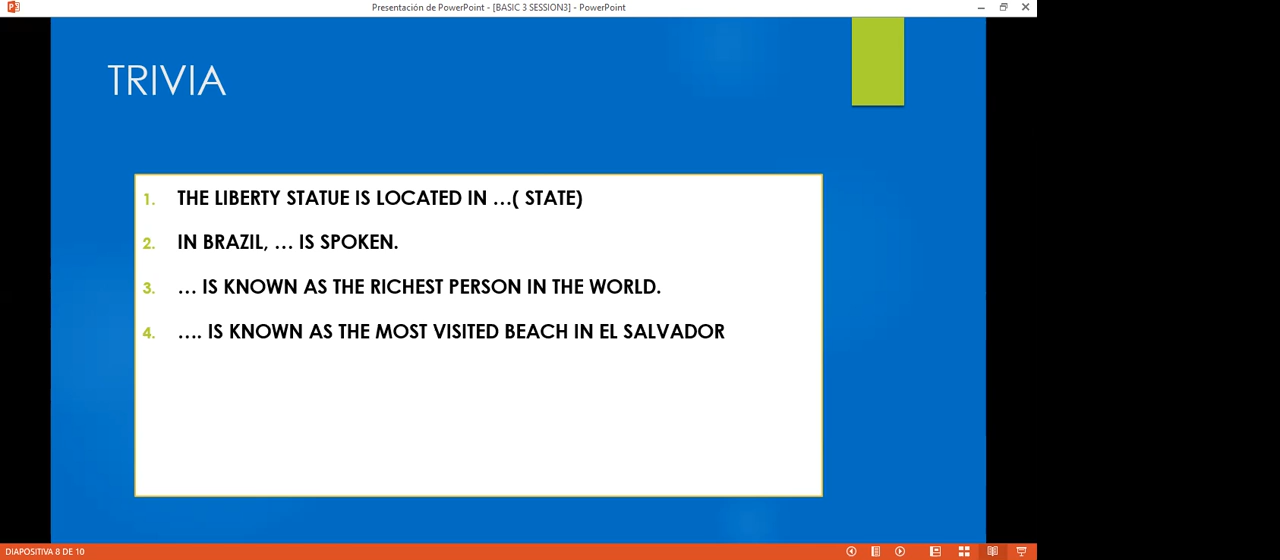 Presentación de PowerPoint - [BASIC 3 SESSION3] - PowerPoint
TRIVIA
1. THE LIBERTY STATUE IS LOCATED IN …( STATE)
2. IN BRAZIL, … IS SPOKEN.
3. … IS KNOWN AS THE RICHEST PERSON IN THE WORLD.
4. …. IS KNOWN AS THE MOST VISITED BEACH IN EL SALVADOR
DIAPOSITIVA 8 DE 10